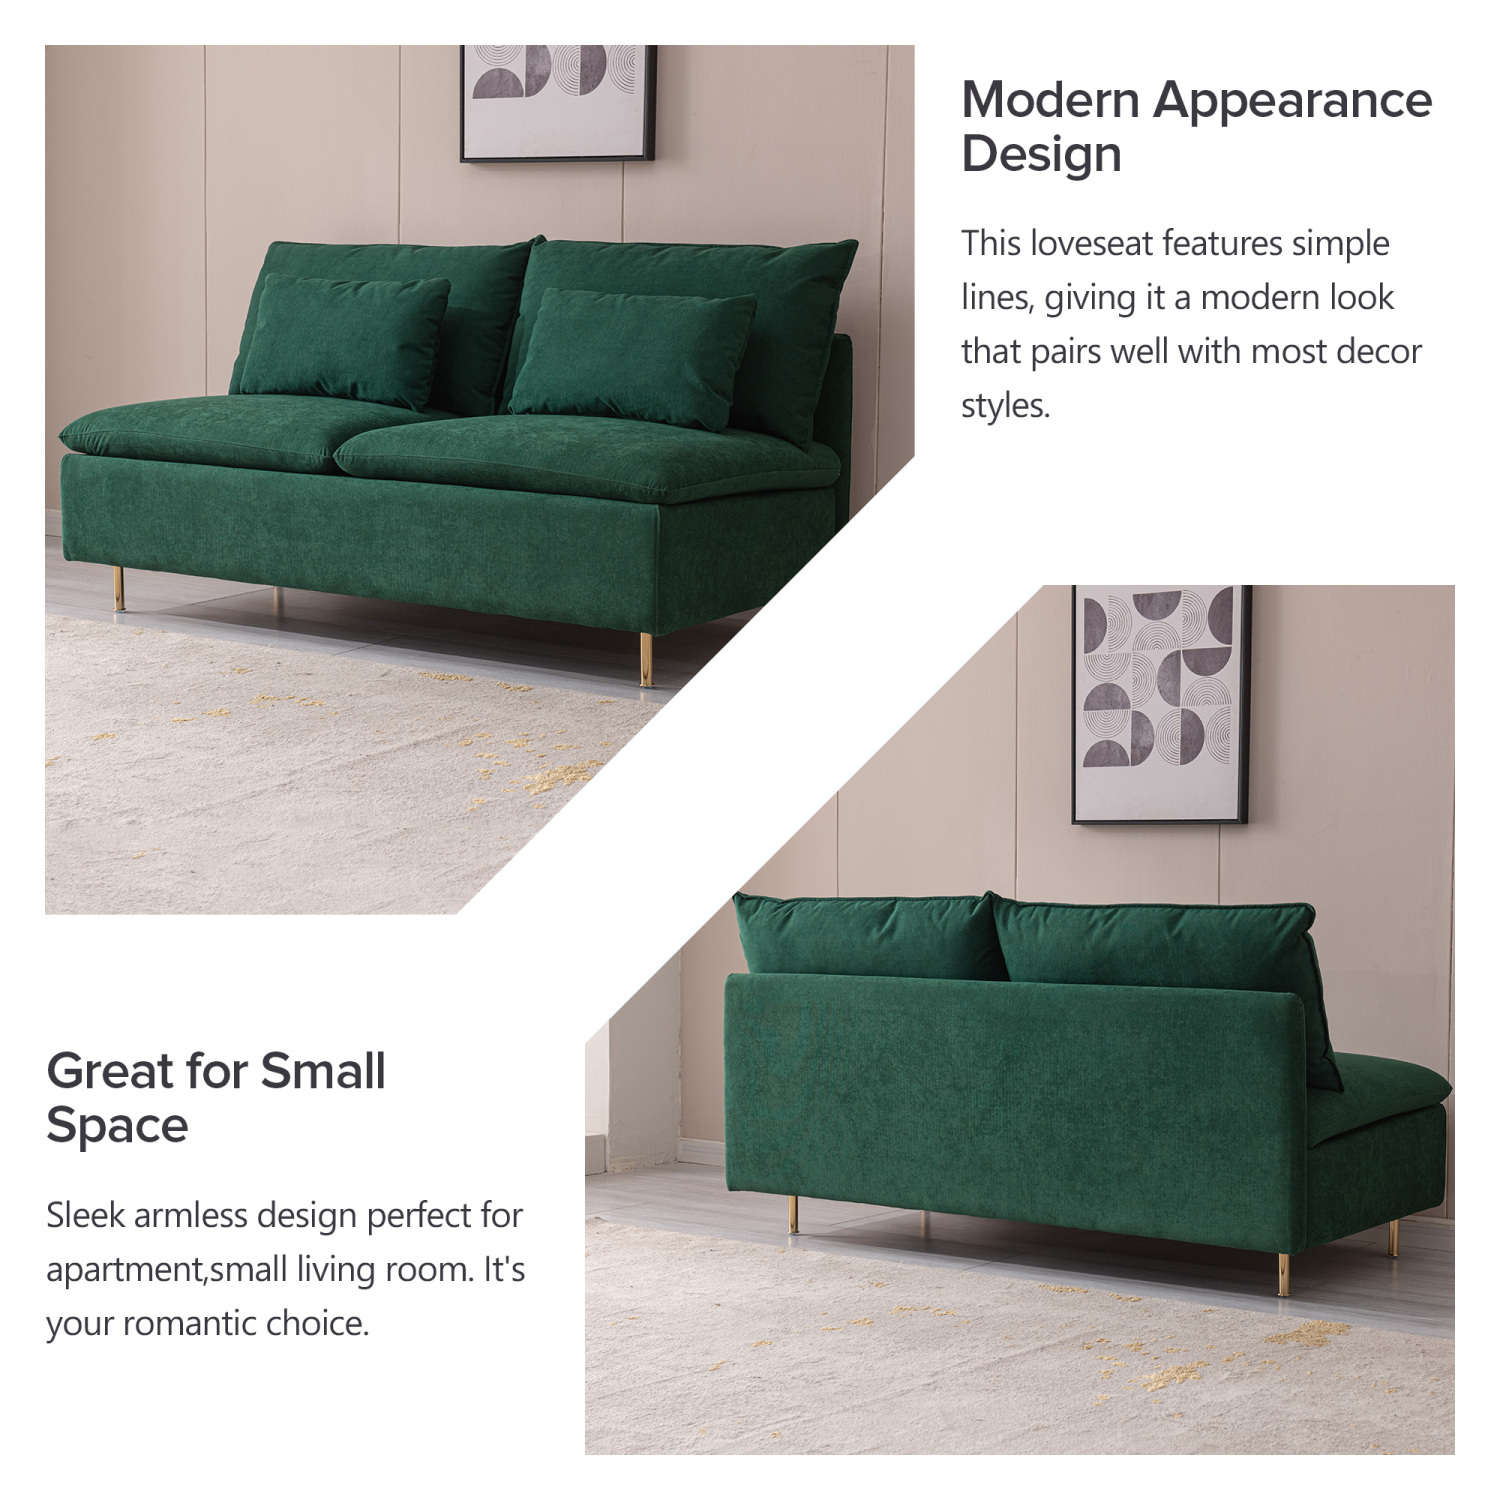 Modern Appearance
Design
This loveseat features simple
lines, giving it a modern look
that pairs well with most decor
styles.
Great for Small
Space
Sleek armless design perfect for
apartment,small living room. It's
your romantic choice.